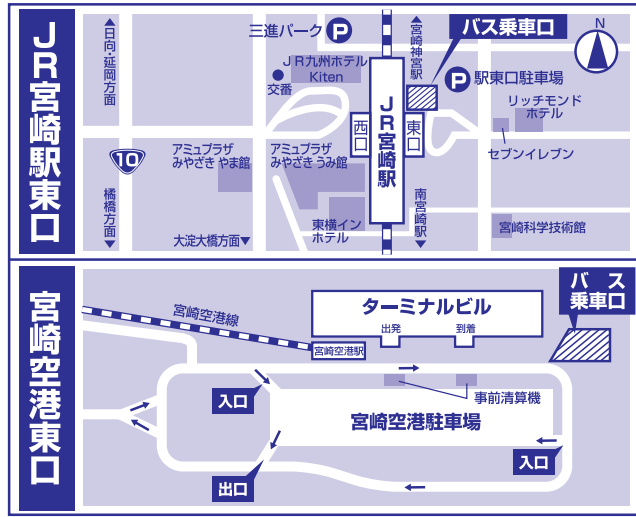 JR宮崎駅東口
▲日向・延岡方面
三進パーク P
▲宮崎神宮駅
バス乗車口
N
JR九州ホテル
Kiten
交番
P 駅東口駐車場
リッチモンド
ホテル
JR宮崎駅
西口
東口
セブンイレブン
10
アミュプラザ
みやざき やま館
アミュプラザ
みやざき うみ館
橘橋方面▼
大淀大橋方面▼
東横イン
ホテル
南宮崎駅▼
宮崎科学技術館
宮崎空港東口
宮崎空港線
ターミナルビル
出発
到着
バス
乗車口
宮崎空港駅
入口
事前清算機
宮崎空港駐車場
入口
出口